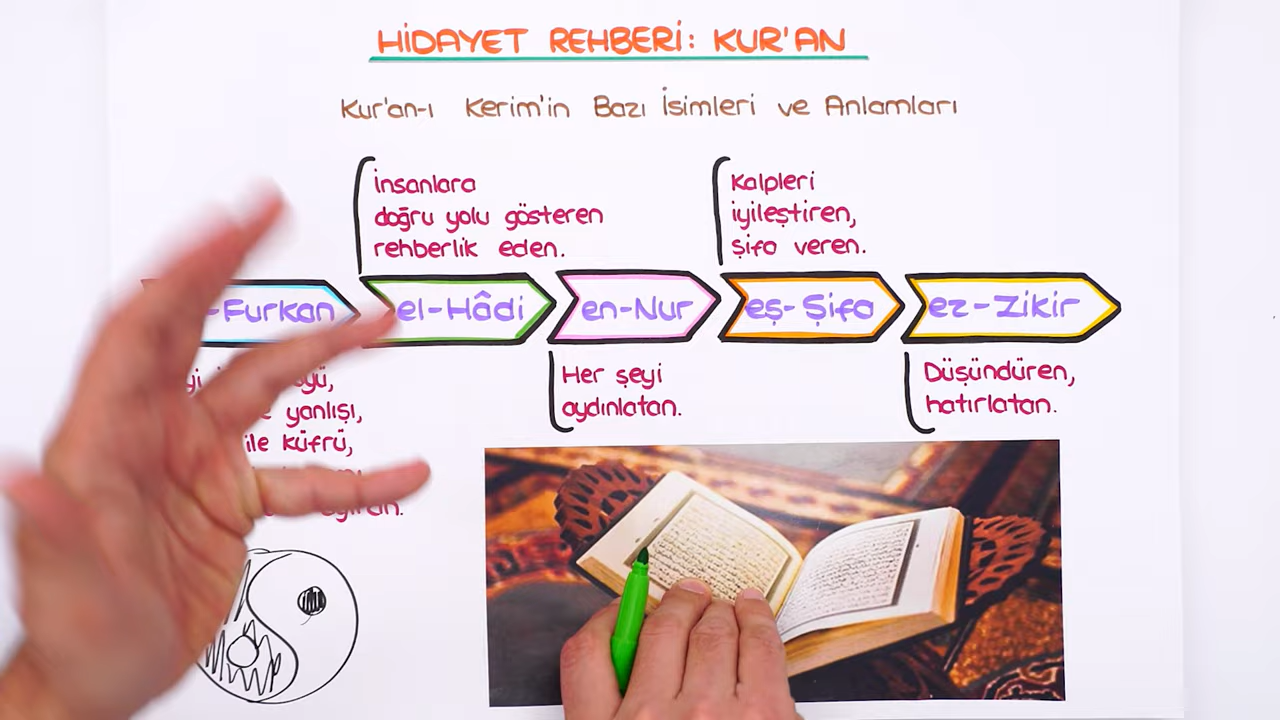 HİDAYET REHBERİ: KUR'AN
Kur'an-ı Kerim'in Bazı İsimleri ve Anlamları
İnsanlara
doğru yolu gösteren
rehberlik eden.
Kalpleri
iyileştiren,
şifa veren.
-Furkan
el-Hâdi
en-Nur
eş-Şifa
ez-Zikir
yanlışı,
ile küfrü,
Her şeyi
aydınlatan.
Düşündüren,
hatırlatan.